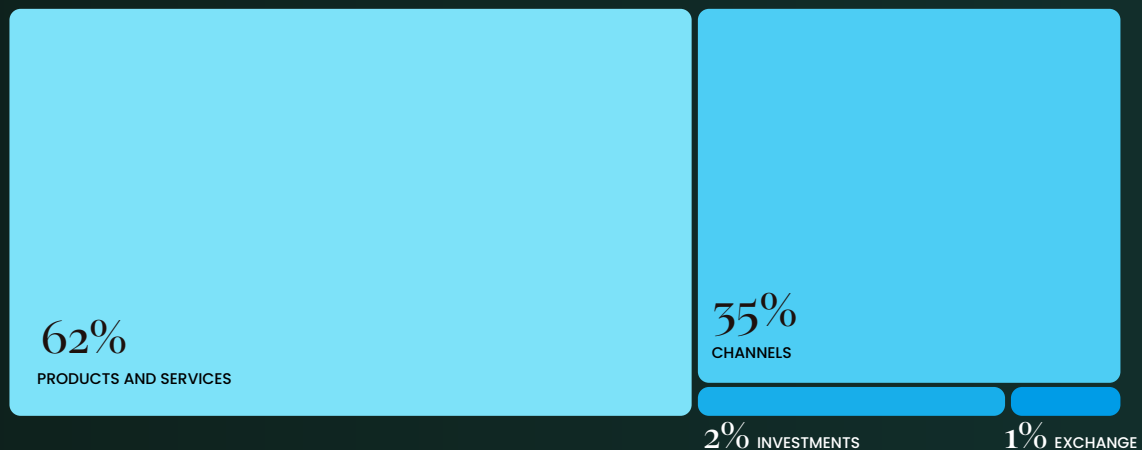 62%
PRODUCTS AND SERVICES
35%
CHANNELS
2% INVESTMENTS
1% EXCHANGE